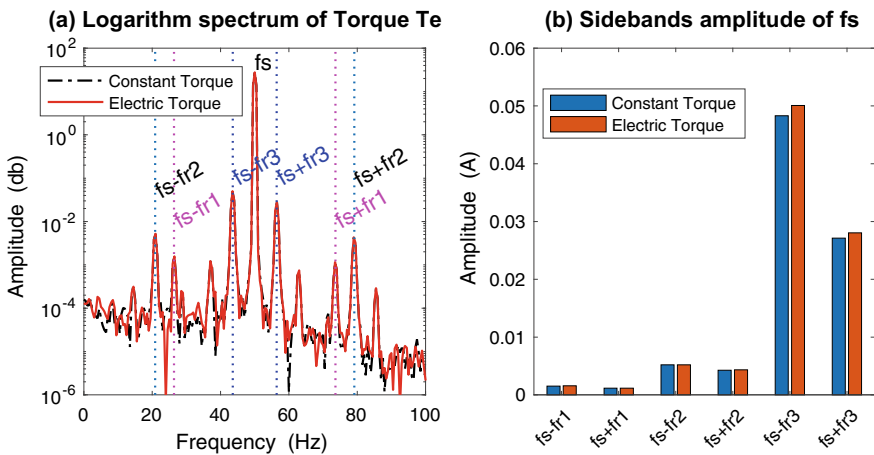 (a) Logarithm spectrum of Torque Te
10^2
10^0
10^-2
10^-4
10^-6
Amplitude (db)
Constant Torque
Electric Torque
fs
fs-fr2
fs-fr1
fs-fr3
fs+fr3
fs+fr1
fs+fr2
0 20 40 60 80 100
Frequency (Hz)
(b) Sidebands amplitude of fs
0.06
0.05
0.04
0.03
0.02
0.01
0
Amplitude (A)
Constant Torque
Electric Torque
fs-fr1 fs+fr1 fs-fr2 fs+fr2 fs-fr3 fs+fr3